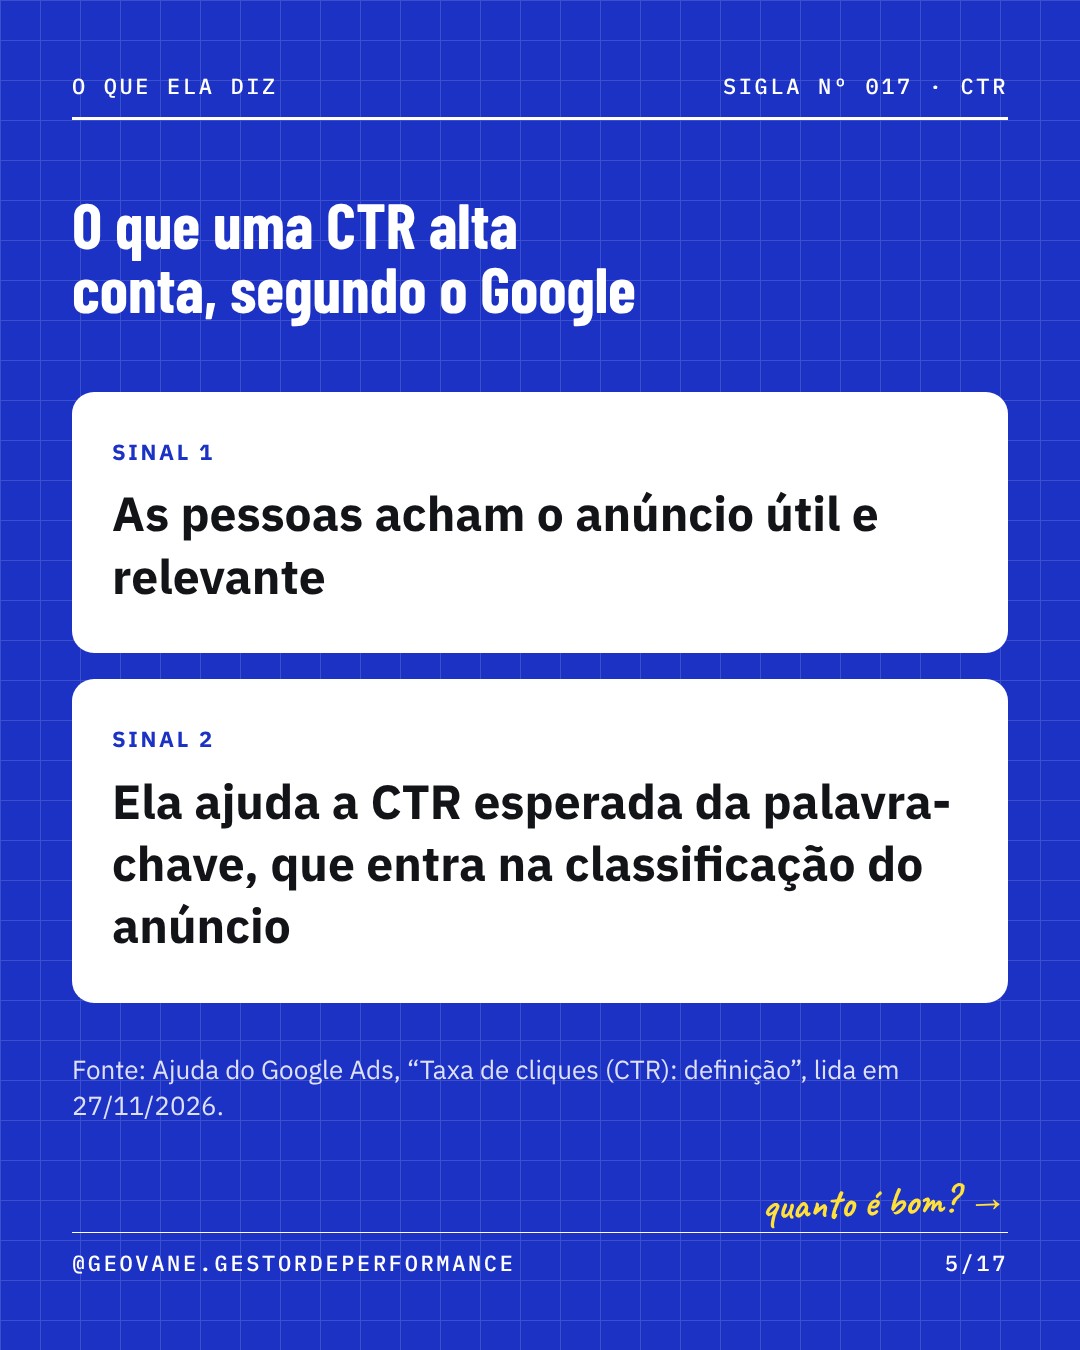 O QUE ELA DIZ
SIGLA Nº 017 · CTR
O que uma CTR alta
conta, segundo o Google
SINAL 1
As pessoas acham o anúncio útil e
relevante
SINAL 2
Ela ajuda a CTR esperada da palavra-
chave, que entra na classificação do
anúncio
Fonte: Ajuda do Google Ads, “Taxa de cliques (CTR): definição”, lida em
27/11/2026.
quanto é bom? →
@GEOVANE.GESTORDEPERFORMANCE
5/17